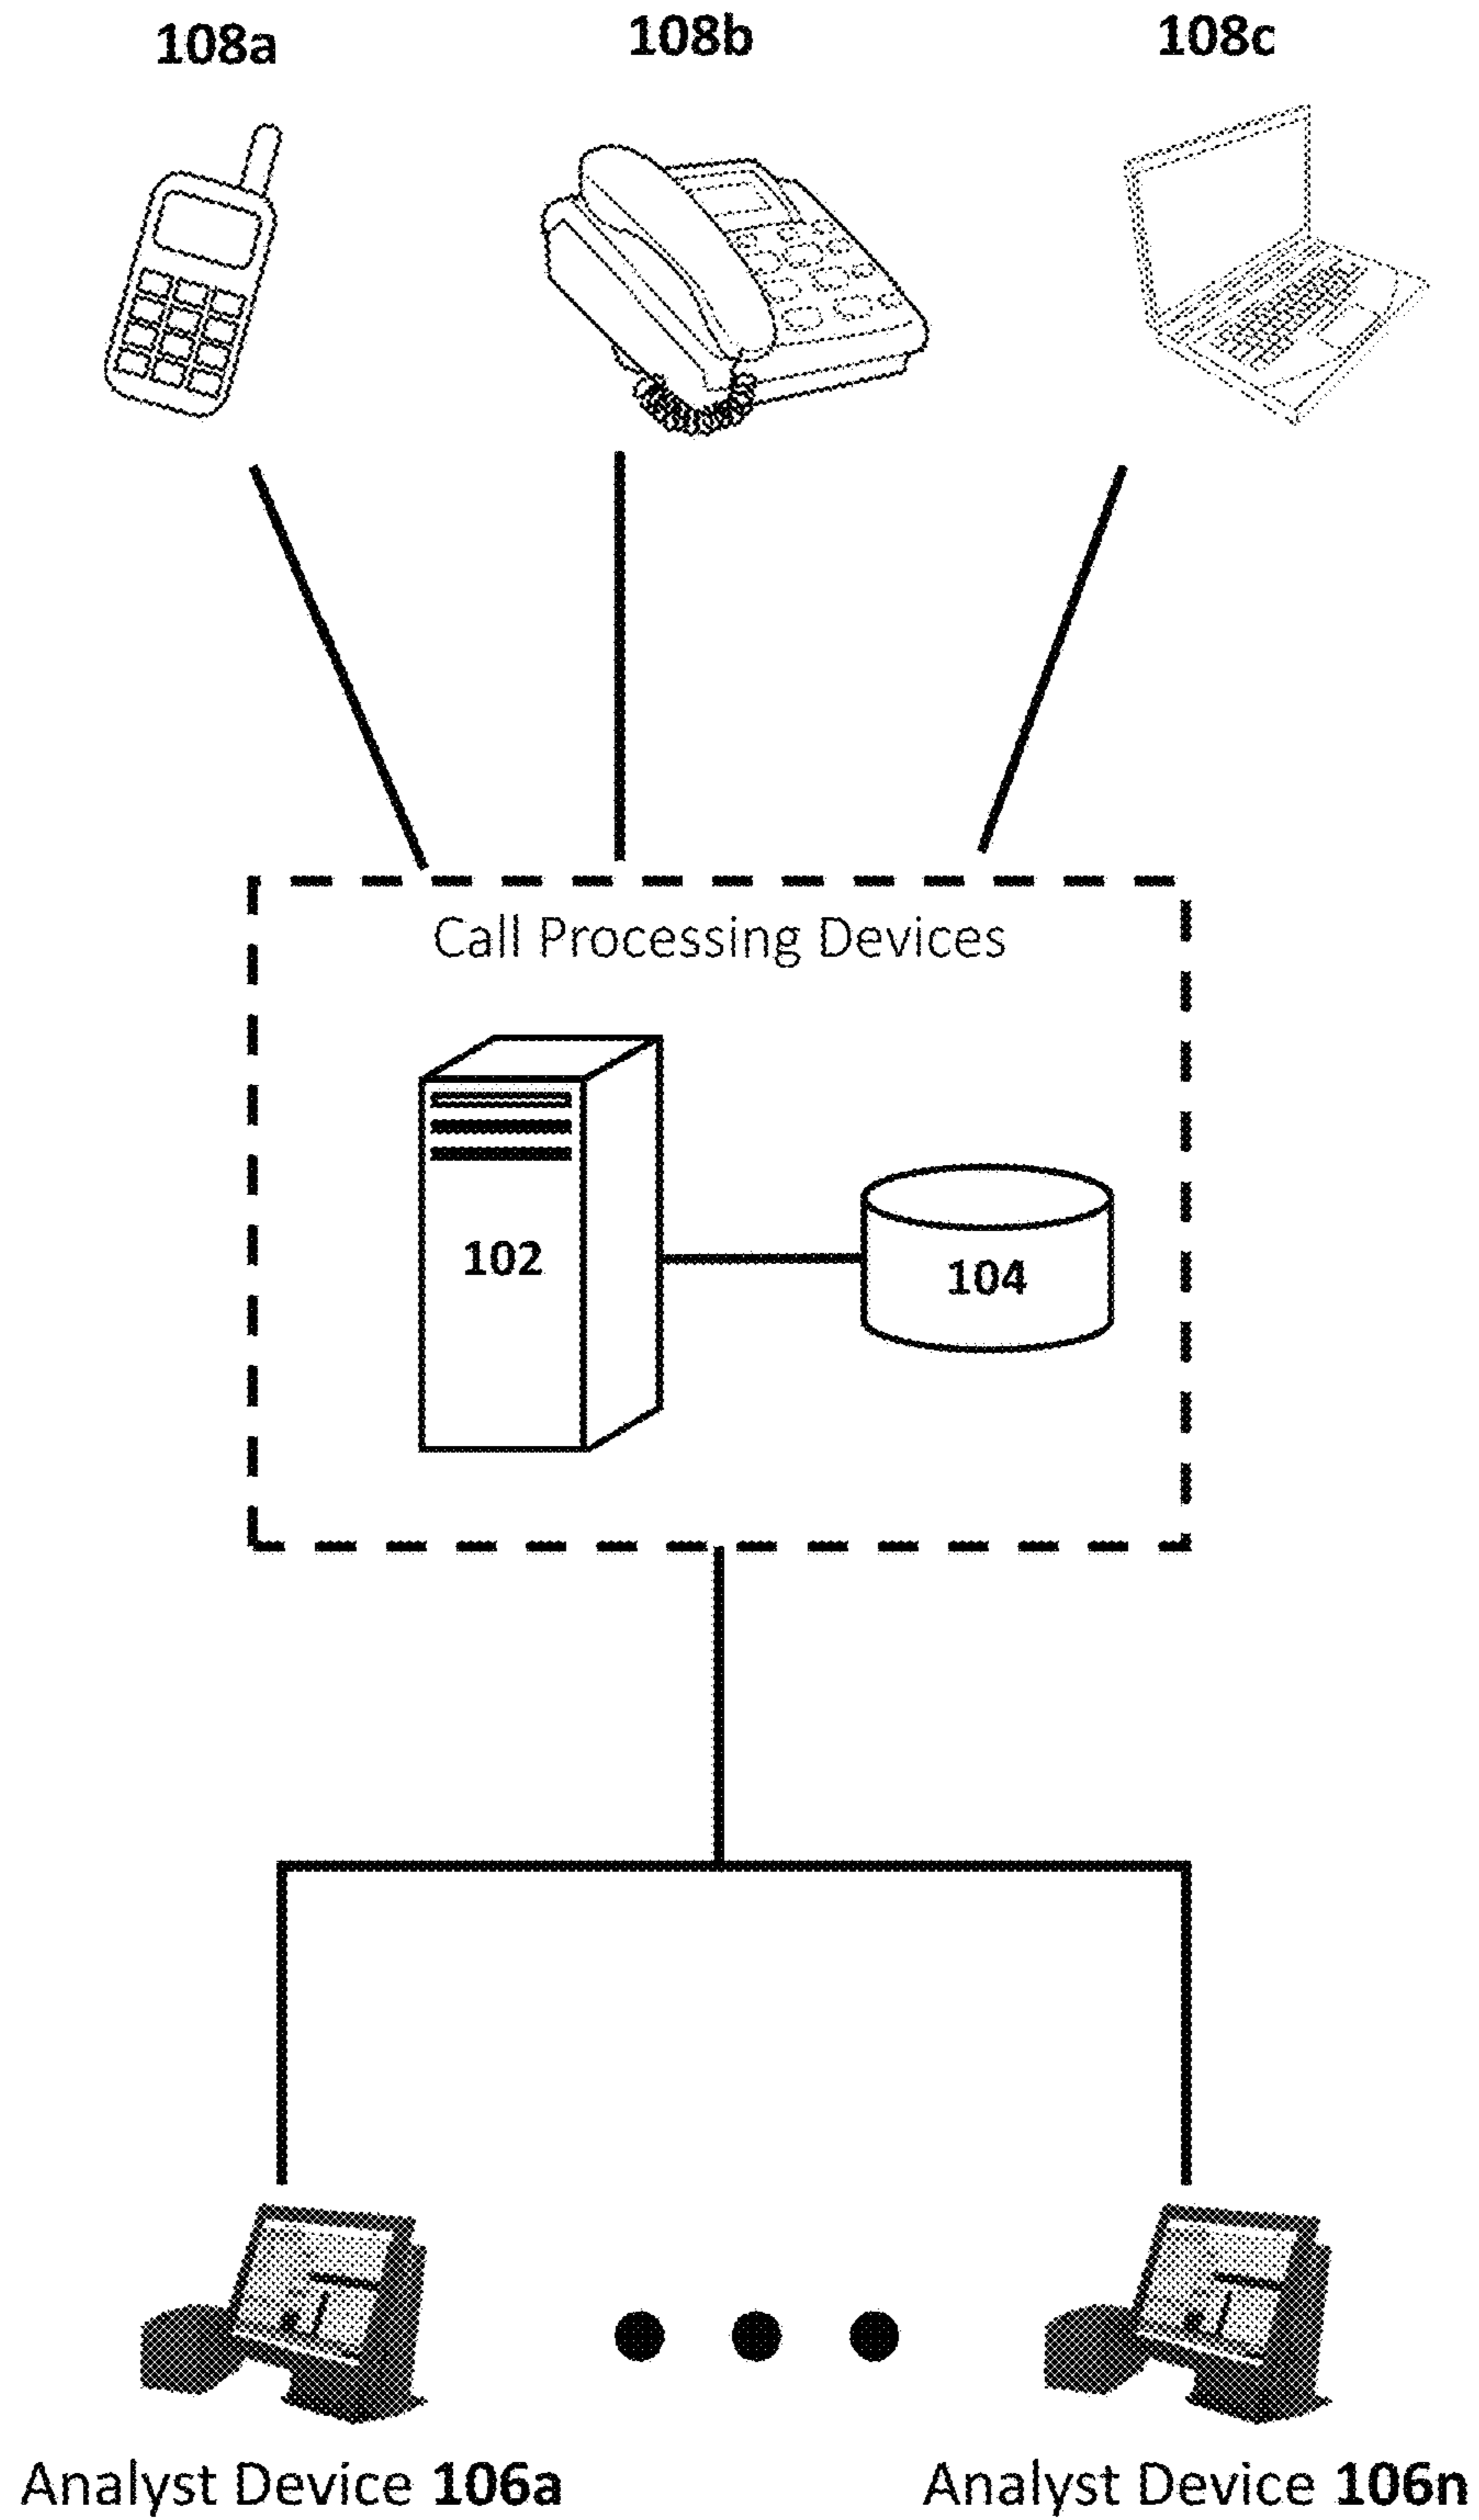 108a 108b 108c
Call Processing Devices
102
104
Analyst Device 106a Analyst Device 106n